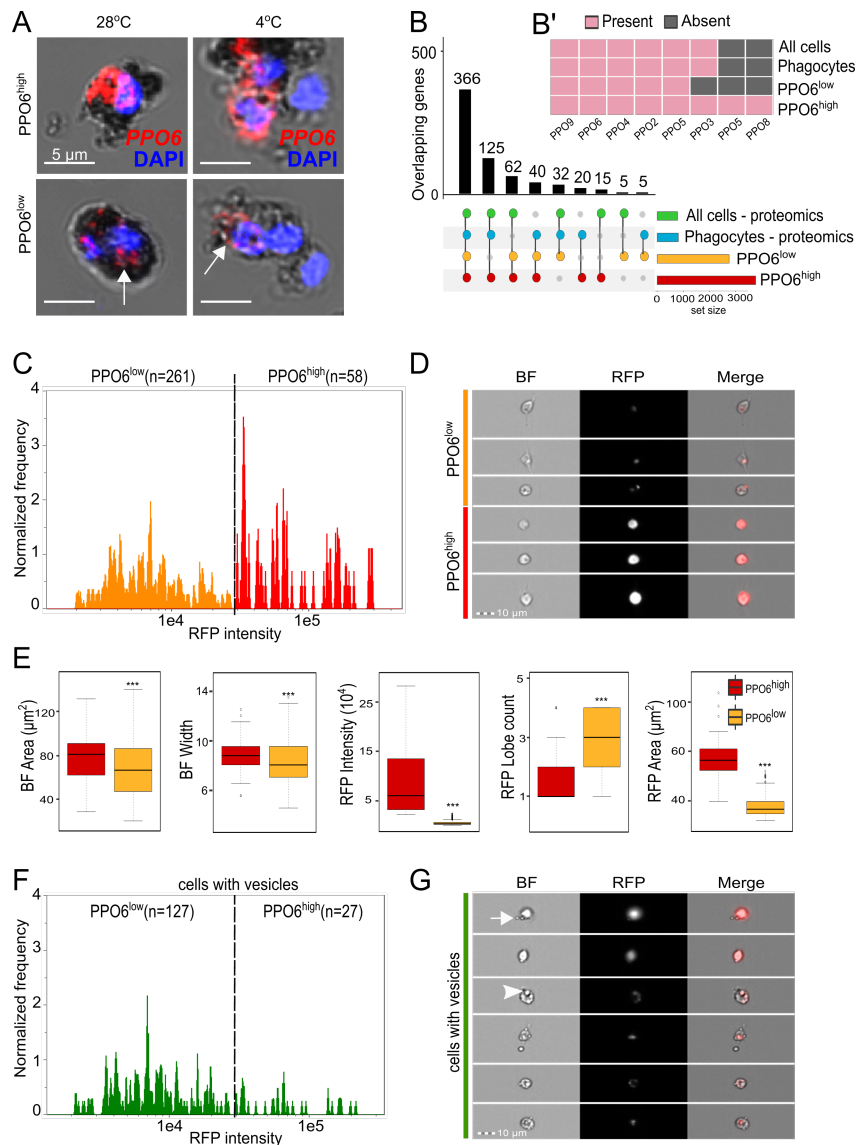 A
28°C
4°C
PPO6high
PPO6
DAPI
5 µm
PPO6
DAPI
PPO6low
B
B'
Present
Absent
All cells
Phagocytes
PPO6low
PPO6high
PPO9
PPO6
PPO4
PPO2
PPO5
PPO3
PPO5
PPO8
Overlapping genes
500
0
366
125
62
40
32
20
15
5
5
All cells - proteomics
Phagocytes - proteomics
PPO6low
PPO6high
0
1000
2000
3000
set size
C
PPO6low(n=261)
PPO6high(n=58)
Normalized frequency
4
3
2
1
0
1e4
1e5
RFP intensity
D
BF
RFP
Merge
PPO6low
PPO6high
10 µm
E
BF Area (µm2)
120
80
40
***
BF Width
14
10
6
***
RFP Intensity (104)
25
15
5
***
RFP Lobe count
5
3
1
***
RFP Area (µm2)
100
60
40
***
PPO6high
PPO6low
F
cells with vesicles
PPO6low(n=127)
PPO6high(n=27)
Normalized frequency
4
3
2
1
0
1e4
1e5
RFP intensity
G
BF
RFP
Merge
cells with vesicles
10 µm